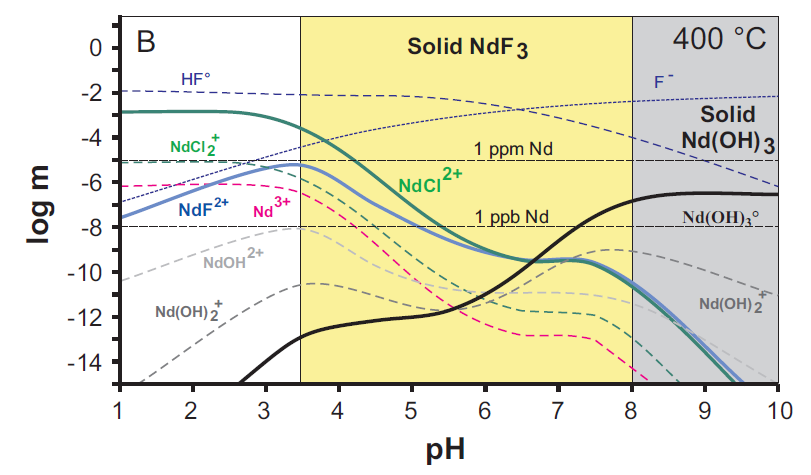 B
Solid NdF₃
400 °C
HF°
F⁻
Solid
Nd(OH)₃
NdCl₂⁺
1 ppm Nd
NdCl²⁺
NdF²⁺
Nd³⁺
1 ppb Nd
Nd(OH)₃°
NdOH²⁺
Nd(OH)₂⁺
Nd(OH)₂⁺
log m
0
-2
-4
-6
-8
-10
-12
-14
1 2 3 4 5 6 7 8 9 10
pH